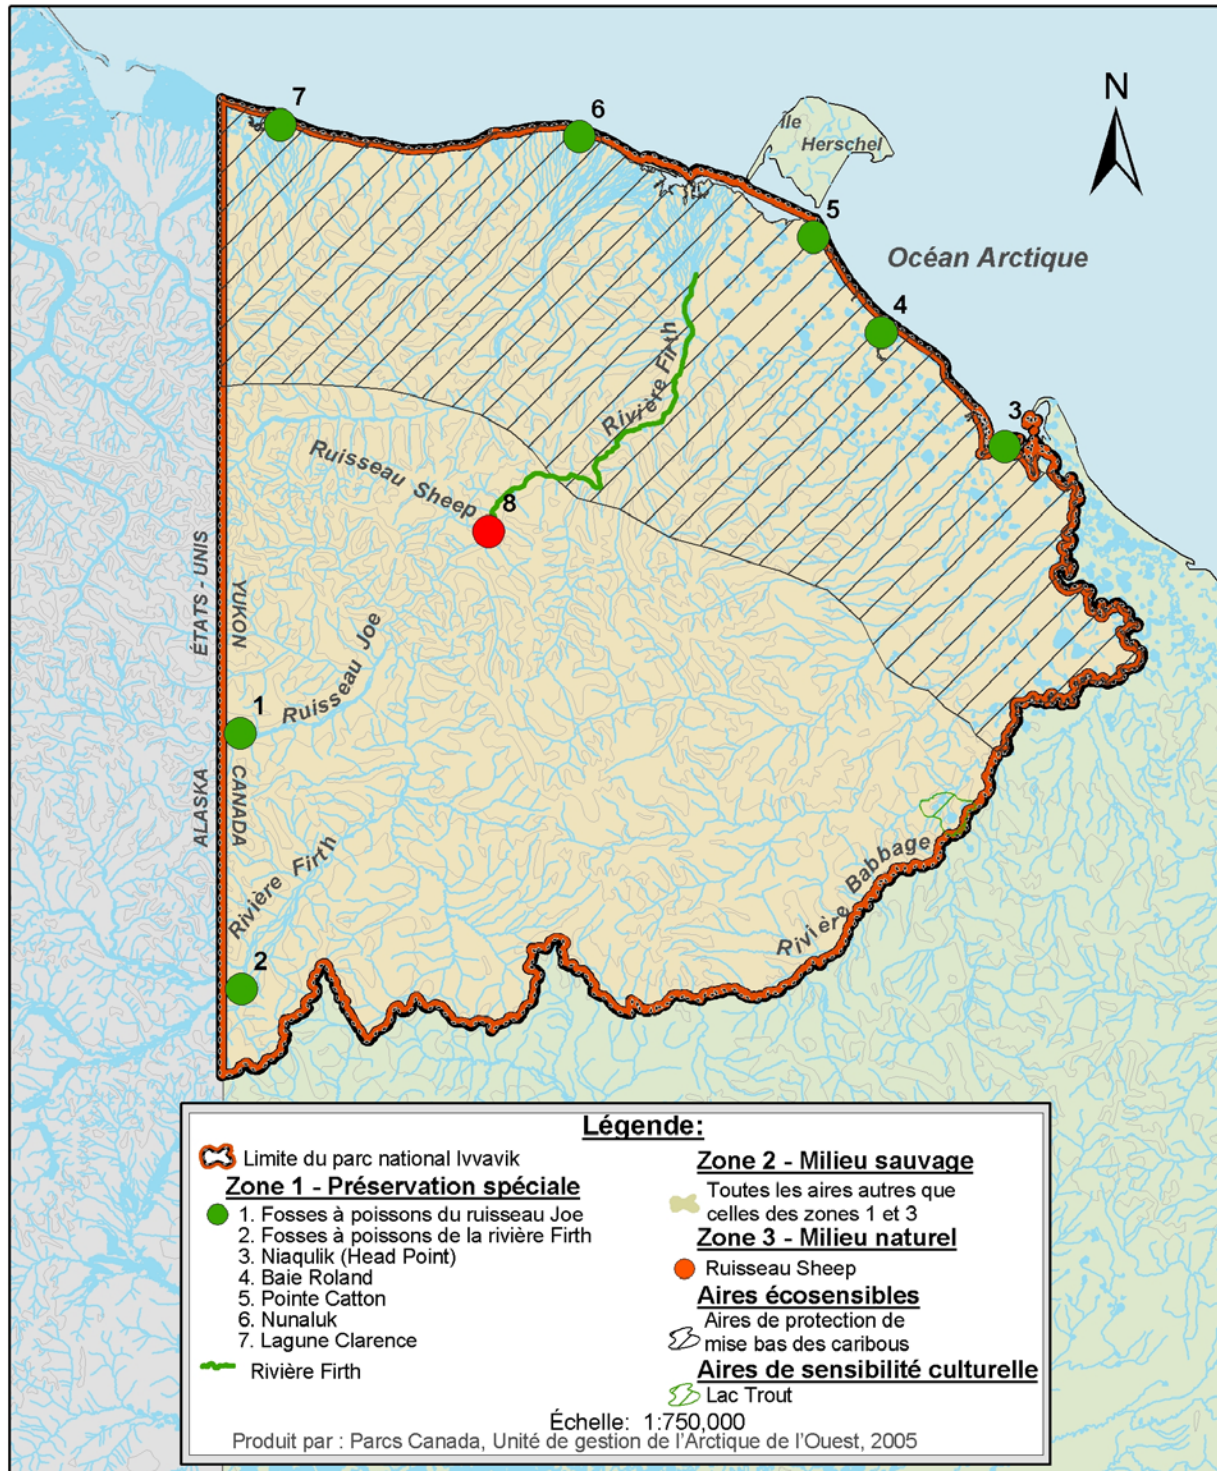 N
7
6
Île
Herschel
5
Océan Arctique
4
Rivière Firth
3
Ruisseau Sheep
8
ÉTATS - UNIS
YUKON
Ruisseau Joe
1
ALASKA
CANADA
Rivière Firth
Rivière Babbage
2
Légende:
Limite du parc national Ivvavik
Zone 1 - Préservation spéciale
1. Fosses à poissons du ruisseau Joe
2. Fosses à poissons de la rivière Firth
3. Niaqulik (Head Point)
4. Baie Roland
5. Pointe Catton
6. Nunaluk
7. Lagune Clarence
Rivière Firth
Zone 2 - Milieu sauvage
Toutes les aires autres que
celles des zones 1 et 3
Zone 3 - Milieu naturel
Ruisseau Sheep
Aires écosensibles
Aires de protection de
mise bas des caribous
Aires de sensibilité culturelle
Lac Trout
Échelle: 1:750,000
Produit par : Parcs Canada, Unité de gestion de l'Arctique de l'Ouest, 2005